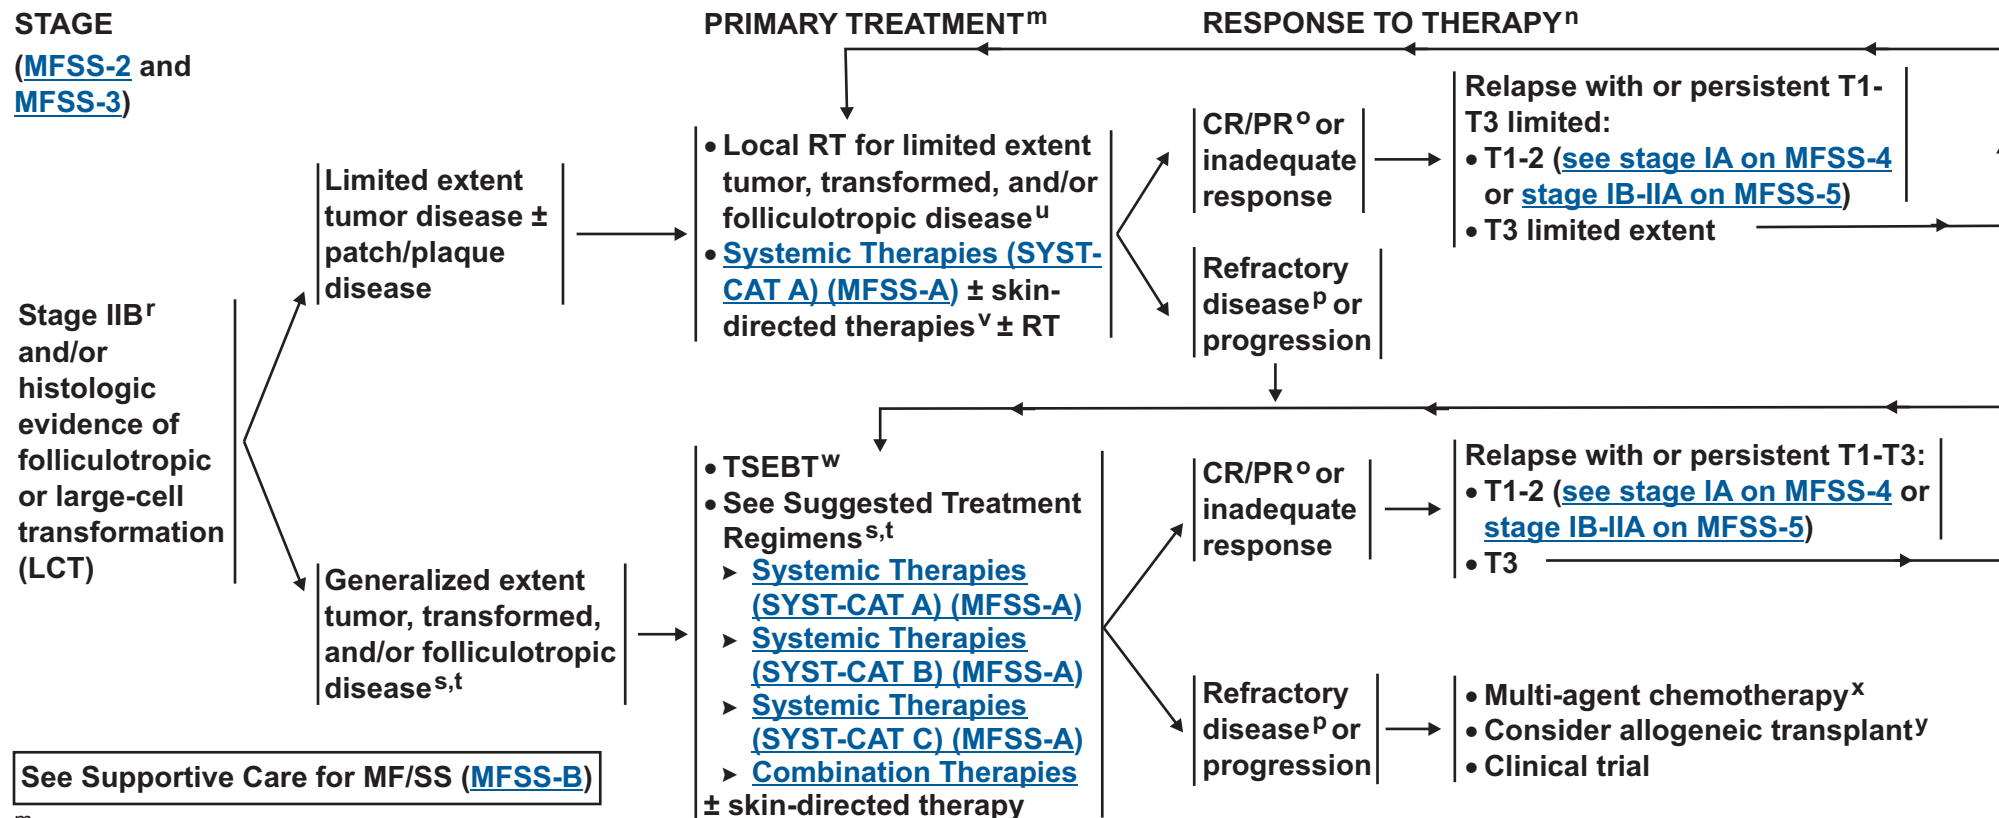 STAGE
(MFSS-2 and
MFSS-3)
PRIMARY TREATMENTm
RESPONSE TO THERAPYn
Stage IIBr
and/or
histologic
evidence of
folliculotropic
or large-cell
transformation
(LCT)
Limited extent
tumor disease ±
patch/plaque
disease
• Local RT for limited extent
tumor, transformed, and/or
folliculotropic diseaseu
• Systemic Therapies (SYST-
CAT A) (MFSS-A) ± skin-
directed therapiesv ± RT
CR/PRo or
inadequate
response
Relapse with or persistent T1-
T3 limited:
• T1-2 (see stage IA on MFSS-4
or stage IB-IIA on MFSS-5)
• T3 limited extent
Refractory
diseasep or
progression
Generalized extent
tumor, transformed,
and/or folliculotropic
diseases,t
• TSEBTw
• See Suggested Treatment
Regimenss,t
➤ Systemic Therapies
(SYST-CAT A) (MFSS-A)
➤ Systemic Therapies
(SYST-CAT B) (MFSS-A)
➤ Systemic Therapies
(SYST-CAT C) (MFSS-A)
➤ Combination Therapies
± skin-directed therapy
CR/PRo or
inadequate
response
Relapse with or persistent T1-T3:
• T1-2 (see stage IA on MFSS-4 or
stage IB-IIA on MFSS-5)
• T3
Refractory
diseasep or
progression
• Multi-agent chemotherapyx
• Consider allogeneic transplanty
• Clinical trial
See Supportive Care for MF/SS (MFSS-B)
m